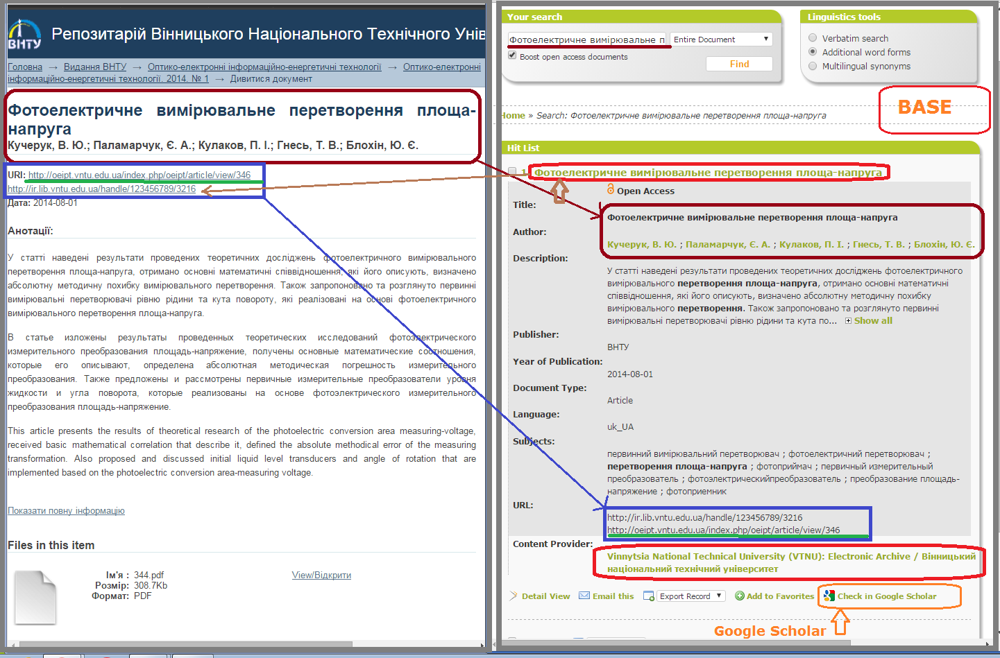 ВНТУ
Репозитарій Вінницького Національного Технічного Уніве
Головна → Видання ВНТУ → Оптико-електронні інформаційно-енергетичні технології → Оптико-електронні
інформаційно-енергетичні технології. 2014. № 1 → Дивитися документ
Фотоелектричне вимірювальне перетворення площа-
напруга
Кучерук, В. Ю.; Паламарчук, Є. А.; Кулаков, П. І.; Гнесь, Т. В.; Блохін, Ю. Є.
URI: http://oeipt.vntu.edu.ua/index.php/oeipt/article/view/346
http://ir.lib.vntu.edu.ua/handle/123456789/3216
Дата: 2014-08-01
Анотації:
У статті наведені результати проведених теоретичних досліджень фотоелектричного вимірювального
перетворення площа-напруга, отримано основні математичні співвідношення, які його описують, визначено
абсолютну методичну похибку вимірювального перетворення. Також запропоновано та розглянуто первинні
вимірювальні перетворювачі рівню рідини та кута повороту, які реалізовані на основі фотоелектричного
вимірювального перетворення площа-напруга.
В статье изложены результаты проведенных теоретических исследований фотоэлектрического
измерительного преобразования площадь-напряжение, получены основные математические соотношения,
которые его описывают, определена абсолютная методическая погрешность измерительного
преобразования. Также предложены и рассмотрены первичные измерительные преобразователи уровня
жидкости и угла поворота, которые реализованы на основе фотоэлектрического измерительного
преобразования площадь-напряжение.
This article presents the results of theoretical research of the photoelectric conversion area measuring-voltage,
received basic mathematical correlation that describe it, defined the absolute methodical error of the measuring
transformation. Also proposed and discussed initial liquid level transducers and angle of rotation that are
implemented based on the photoelectric conversion area-measuring voltage.
Показати повну інформацію
Files in this item
Ім'я : 344.pdf
View/Відкрити
Розмір: 308.7Kb
Формат: PDF
Your search
Фотоелектричне вимірювальне п
Entire Document
Boost open access documents
Find
Linguistics tools
Verbatim search
Additional word forms
Multilingual synonyms
BASE
Home » Search: Фотоелектричне вимірювальне перетворення площа-напруга
Hit List
1. Фотоелектричне вимірювальне перетворення площа-напруга
Open Access
Title:
Фотоелектричне вимірювальне перетворення площа-напруга
Author:
Кучерук, В. Ю. ; Паламарчук, Є. А. ; Кулаков, П. І. ; Гнесь, Т. В. ; Блохін, Ю. Є.
Description:
У статті наведені результати проведених теоретичних досліджень фотоелектричного
вимірювального перетворення площа-напруга, отримано основні математичні
співвідношення, які його описують, визначено абсолютну методичну похибку
вимірювального перетворення. Також запропоновано та розглянуто первинні
вимірювальні перетворювачі рівню рідини та кута по... Show all
Publisher:
ВНТУ
Year of Publication:
2014-08-01
Document Type:
Article
Language:
uk_UA
Subjects:
первинний вимірювальний перетворювач ; фотоелектричний перетворювач ;
перетворення площа-напруга ; фотоприймач ; первичный измерительный
преобразователь ; фотоэлектрическийпреобразователь ; преобразование площадь-
напряжение ; фотоприемник
URL:
http://ir.lib.vntu.edu.ua/handle/123456789/3216
http://oeipt.vntu.edu.ua/index.php/oeipt/article/view/346
Content Provider:
Vinnytsia National Technical University (VTNU): Electronic Archive / Вінницький
національний технічний університет
Detail View
Email this
Export Record
Add to Favorites
Check in Google Scholar
Google Scholar